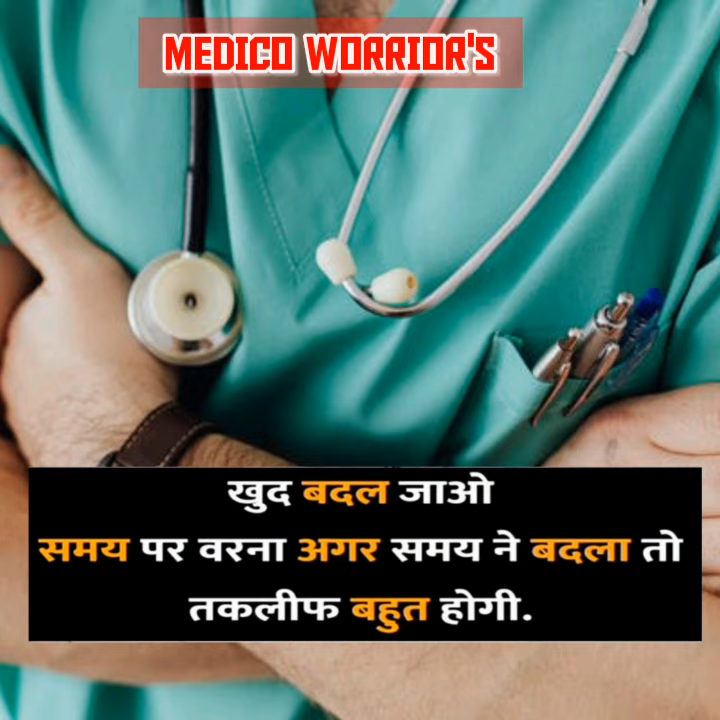 MEDICO WORRIOR'S
खुद बदल जाओ
समय पर वरना अगर समय ने बदला तो
तकलीफ बहुत होगी.